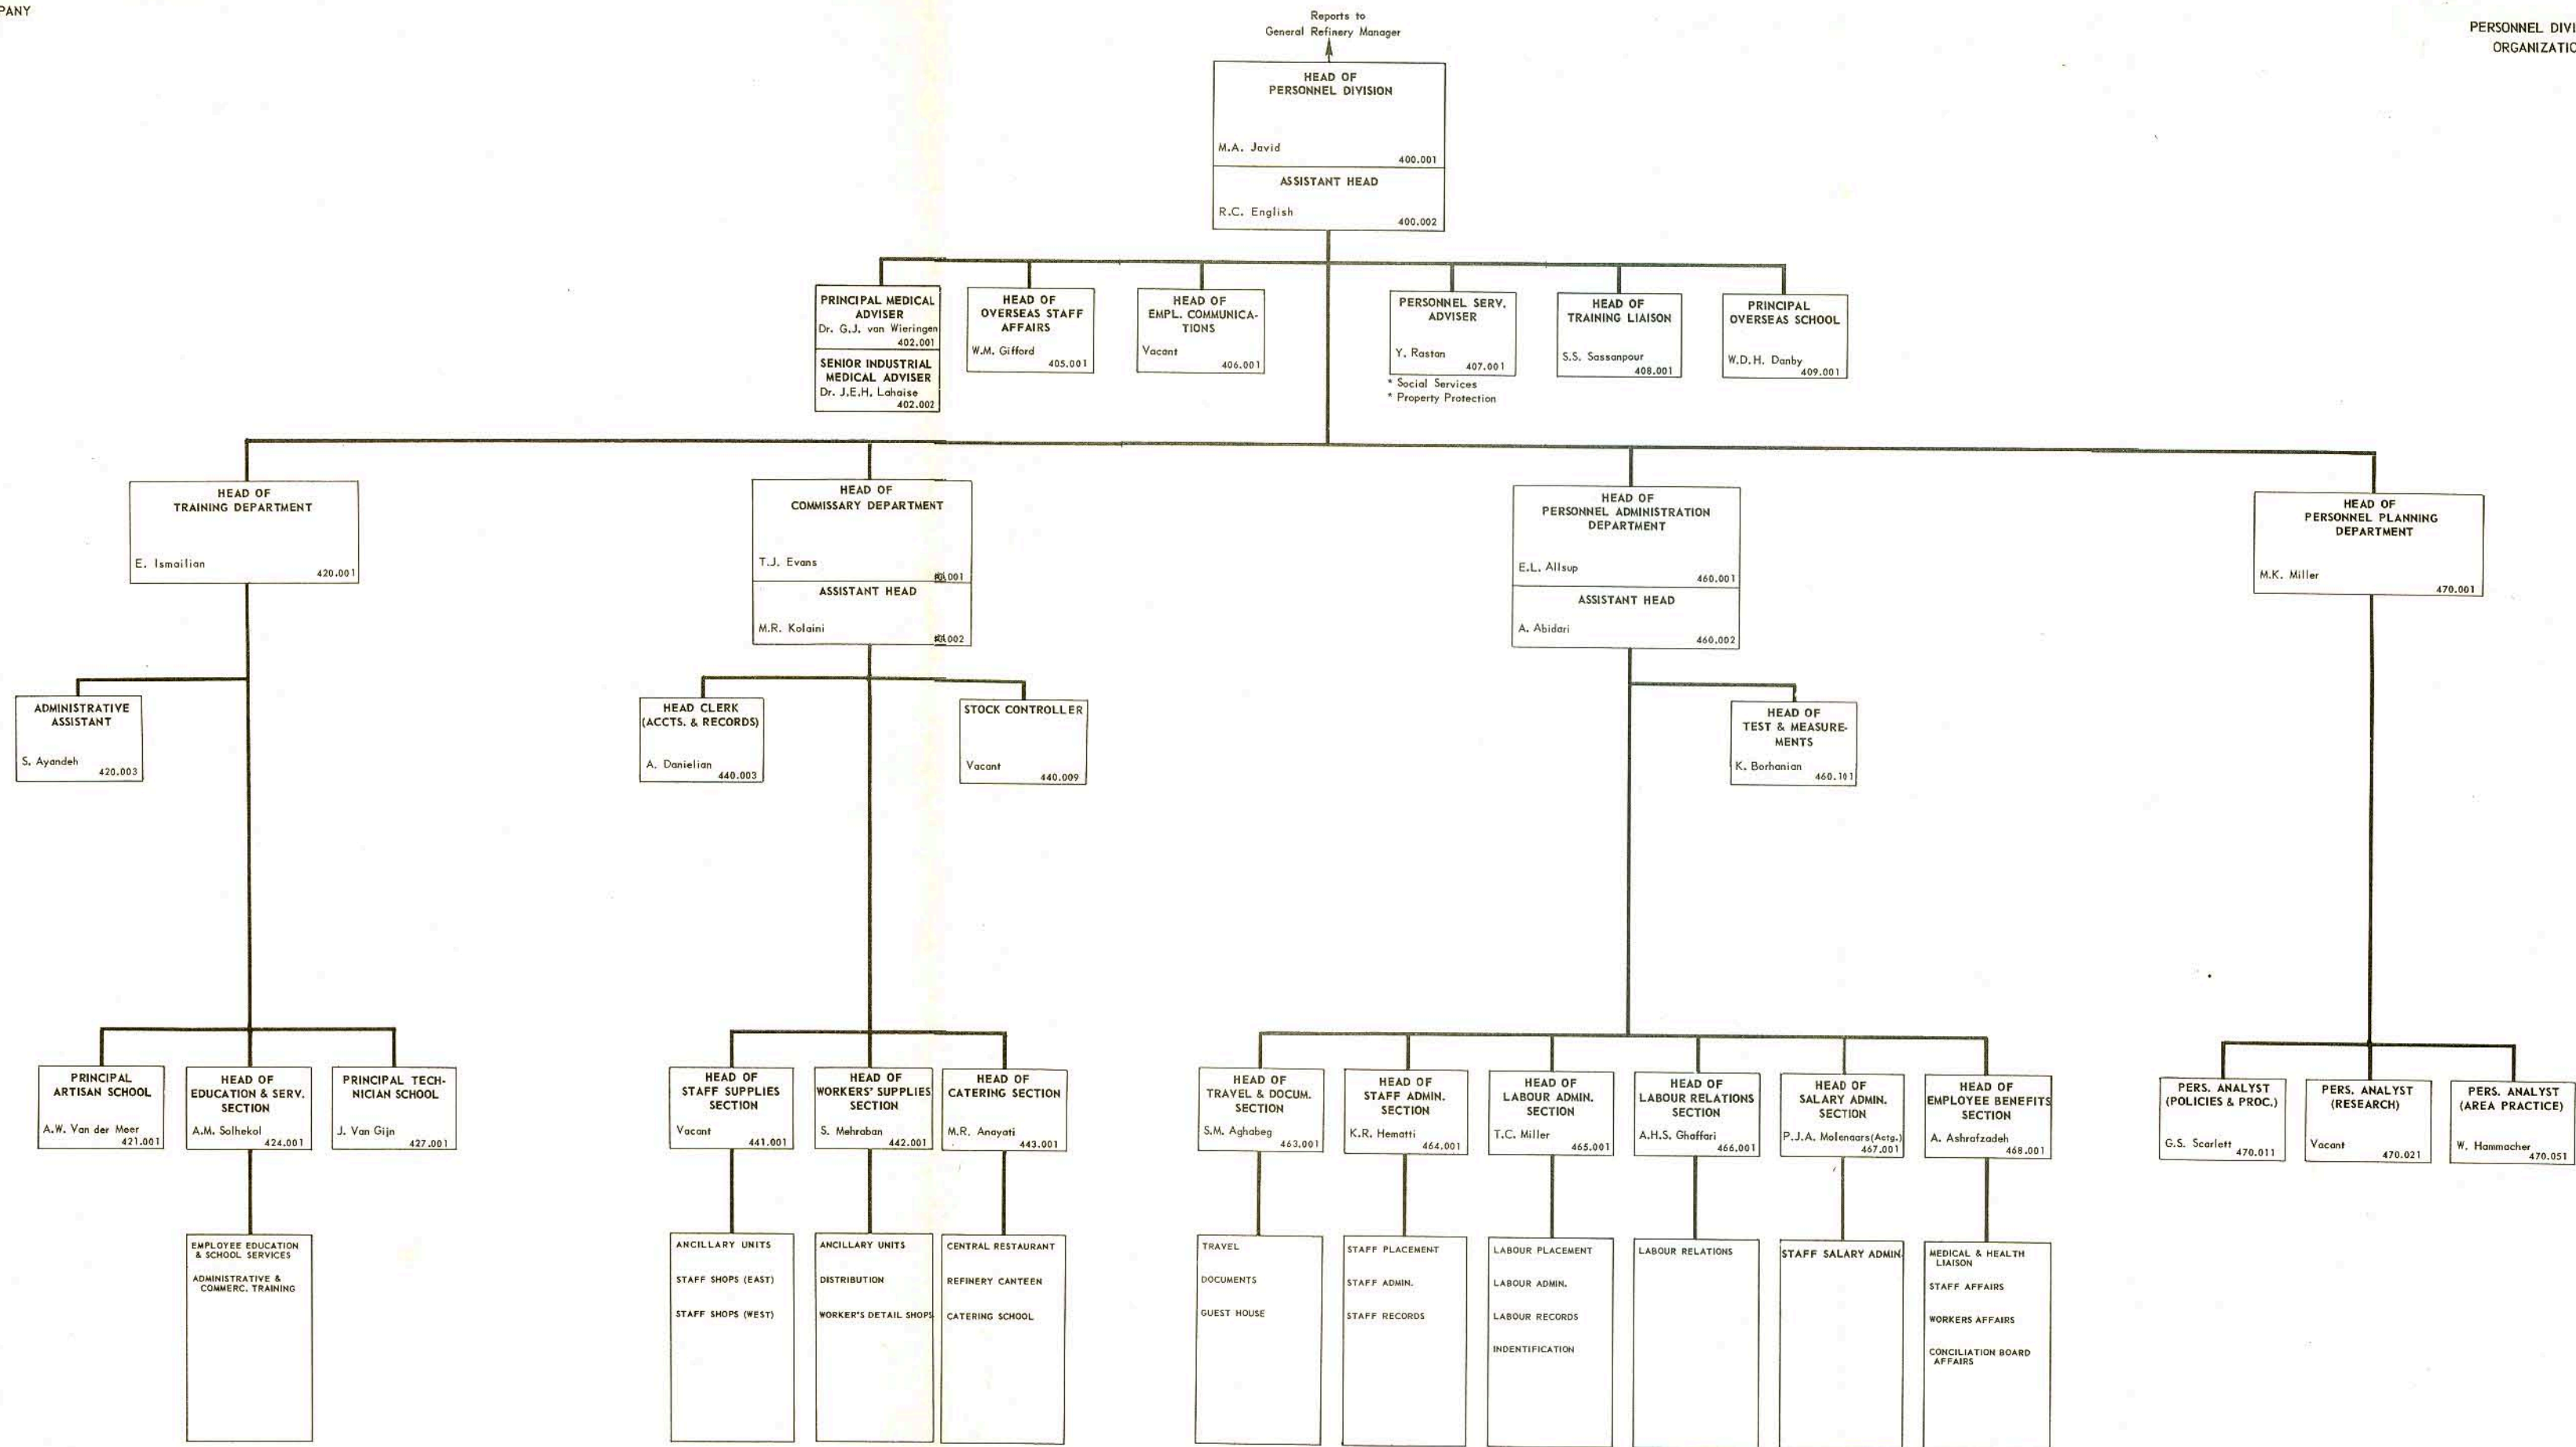 PANY
PERSONNEL DIVI
ORGANIZATIO
Reports to
General Refinery Manager
HEAD OF
PERSONNEL DIVISION
M.A. Javid
400.001
ASSISTANT HEAD
R.C. English
400.002
PRINCIPAL MEDICAL
ADVISER
Dr. G.J. van Wieringen
402.001
SENIOR INDUSTRIAL
MEDICAL ADVISER
Dr. J.E.H. Lahaise
402.002
HEAD OF
OVERSEAS STAFF
AFFAIRS
W.M. Gifford
405.001
HEAD OF
EMPL. COMMUNICA-
TIONS
Vacant
406.001
PERSONNEL SERV.
ADVISER
Y. Rastan
407.001
* Social Services
* Property Protection
HEAD OF
TRAINING LIAISON
S.S. Sassanpour
408.001
PRINCIPAL
OVERSEAS SCHOOL
W.D.H. Danby
409.001
HEAD OF
TRAINING DEPARTMENT
E. Ismailian
420.001
HEAD OF
COMMISSARY DEPARTMENT
T.J. Evans
.001
ASSISTANT HEAD
M.R. Kolaini
.002
HEAD OF
PERSONNEL ADMINISTRATION
DEPARTMENT
E.L. Allsup
460.001
ASSISTANT HEAD
A. Abidari
460.002
HEAD OF
PERSONNEL PLANNING
DEPARTMENT
M.K. Miller
470.001
ADMINISTRATIVE
ASSISTANT
S. Ayandeh
420.003
HEAD CLERK
(ACCTS. & RECORDS)
A. Danielian
440.003
STOCK CONTROLLER
Vacant
440.009
HEAD OF
TEST & MEASURE-
MENTS
K. Borhanian
460.101
PRINCIPAL
ARTISAN SCHOOL
A.W. Van der Meer
421.001
HEAD OF
EDUCATION & SERV.
SECTION
A.M. Solhekol
424.001
PRINCIPAL TECH-
NICIAN SCHOOL
J. Van Gijn
427.001
HEAD OF
STAFF SUPPLIES
SECTION
Vacant
441.001
HEAD OF
WORKERS' SUPPLIES
SECTION
S. Mehraban
442.001
HEAD OF
CATERING SECTION
M.R. Anayati
443.001
HEAD OF
TRAVEL & DOCUM.
SECTION
S.M. Aghabeg
463.001
HEAD OF
STAFF ADMIN.
SECTION
K.R. Hematti
464.001
HEAD OF
LABOUR ADMIN.
SECTION
T.C. Miller
465.001
HEAD OF
LABOUR RELATIONS
SECTION
A.H.S. Ghaffari
466.001
HEAD OF
SALARY ADMIN.
SECTION
P.J.A. Molenaars(Actg.)
467.001
HEAD OF
EMPLOYEE BENEFITS
SECTION
A. Ashrafzadeh
468.001
PERS. ANALYST
(POLICIES & PROC.)
G.S. Scarlett
470.011
PERS. ANALYST
(RESEARCH)
Vacant
470.021
PERS. ANALYST
(AREA PRACTICE)
W. Hammacher
470.051
EMPLOYEE EDUCATION
& SCHOOL SERVICES
ADMINISTRATIVE &
COMMERC. TRAINING
ANCILLARY UNITS
STAFF SHOPS (EAST)
STAFF SHOPS (WEST)
ANCILLARY UNITS
DISTRIBUTION
WORKER'S DETAIL SHOPS
CENTRAL RESTAURANT
REFINERY CANTEEN
CATERING SCHOOL
TRAVEL
DOCUMENTS
GUEST HOUSE
STAFF PLACEMENT
STAFF ADMIN.
STAFF RECORDS
LABOUR PLACEMENT
LABOUR ADMIN.
LABOUR RECORDS
INDENTIFICATION
LABOUR RELATIONS
STAFF SALARY ADMIN
MEDICAL & HEALTH
LIAISON
STAFF AFFAIRS
WORKERS AFFAIRS
CONCILIATION BOARD
AFFAIRS